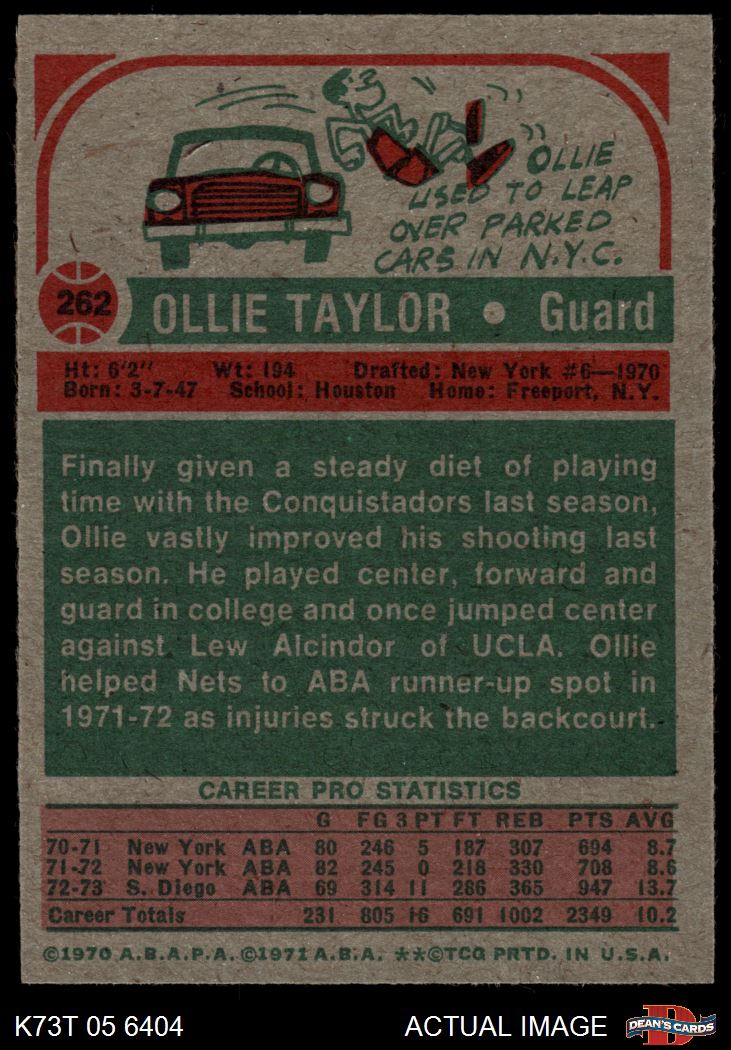 OLLIE
USED TO LEAP
OVER PARKED
CARS IN N.Y.C.
262 OLLIE TAYLOR • Guard
Ht: 6'2" Wt: 194 Drafted: New York #6—1970
Born: 3-7-47 School: Houston Home: Freeport, N.Y.
Finally given a steady diet of playing
time with the Conquistadors last season,
Ollie vastly improved his shooting last
season. He played center, forward and
guard in college and once jumped center
against Lew Alcindor of UCLA. Ollie
helped Nets to ABA runner-up spot in
1971-72 as injuries struck the backcourt.
CAREER PRO STATISTICS
G FG 3 PT FT REB PTS AVG
70-71 New York ABA 80 246 5 187 307 694 8.7
71-72 New York ABA 82 245 0 218 330 708 8.6
72-73 S. Diego ABA 69 314 11 286 365 947 13.7
Career Totals 231 805 16 691 1002 2349 10.2
©1970 A.B.A.P.A. ©1971 A.B.A. **©TCG PRTD. IN U.S.A.
K73T 05 6404 ACTUAL IMAGE D DEAN'S CARDS